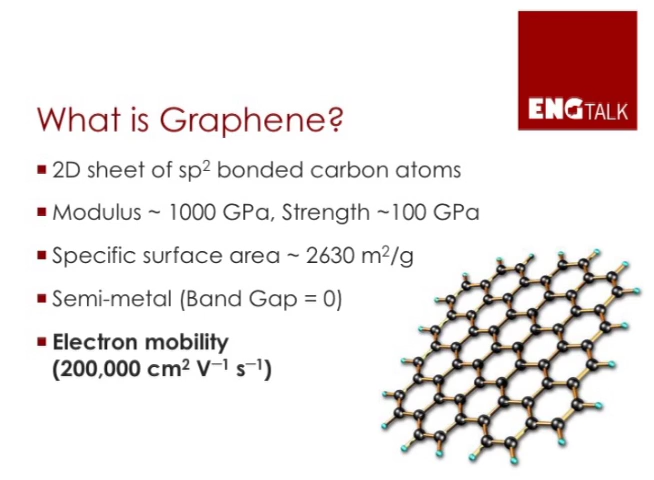 ENGTALK
What is Graphene?
▪ 2D sheet of sp² bonded carbon atoms
▪ Modulus ~ 1000 GPa, Strength ~100 GPa
▪ Specific surface area ~ 2630 m²/g
▪ Semi-metal (Band Gap = 0)
▪ Electron mobility
(200,000 cm² V⁻¹ s⁻¹)